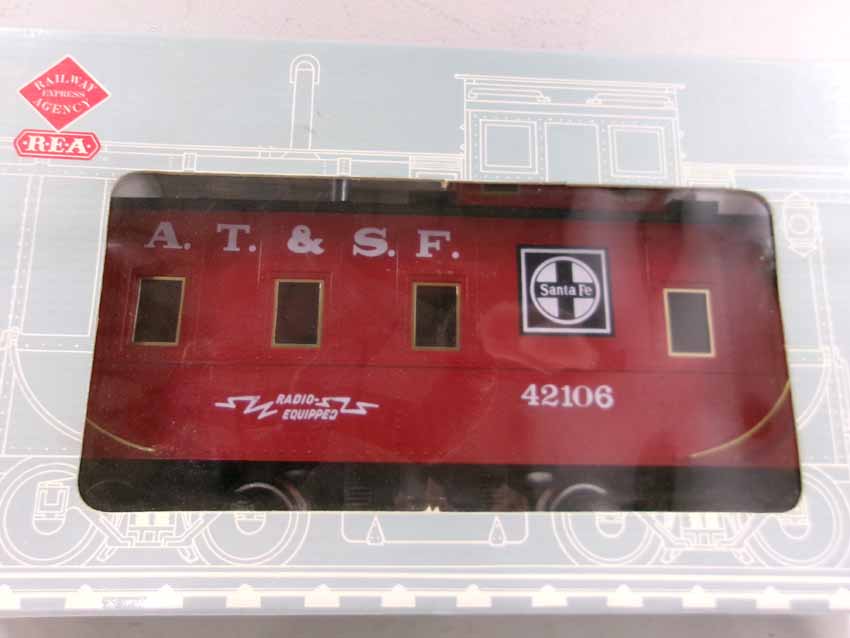 RAILWAY
EXPRESS
AGENCY
R·E·A
A. T. & S. F.
Santa Fe
RADIO-
EQUIPPED
42106